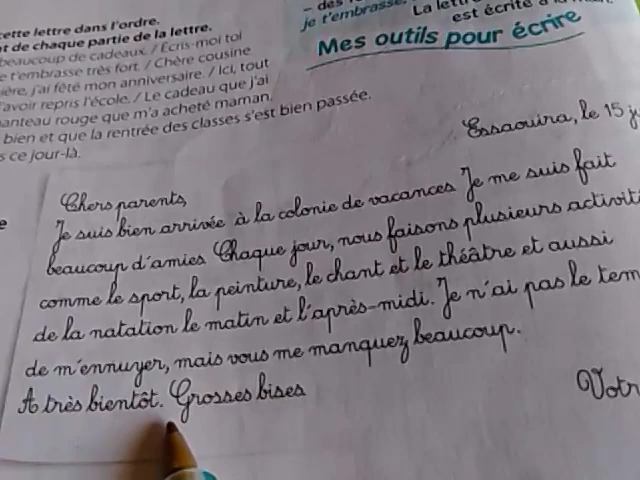 cette lettre dans l'ordre.
de chaque partie de la lettre.
beaucoup de cadeaux. / Écris-moi toi
t'embrasse très fort. / Chère cousine
j'ai fêté mon anniversaire. / Ici, tout
avoir repris l'école. / Le cadeau que j'ai
manteau rouge que m'a acheté maman.
bien et que la rentrée des classes s'est bien passée.
ce jour-là.
je t'embrasse.
La
est écrite à la
Mes outils pour écrire
Essaouira, le 15
Chers parents,
Je suis bien arrivée à la colonie de vacances Je me suis fait
beaucoup d'amies Chaque jour, nous faisons plusieurs
comme le sport, la peinture, le chant et le théâtre et aussi
de la natation le matin et l'après-midi. Je n'ai pas le
de m'ennuyer, mais vous me manquez beaucoup.
A très bientôt. Grosses bises